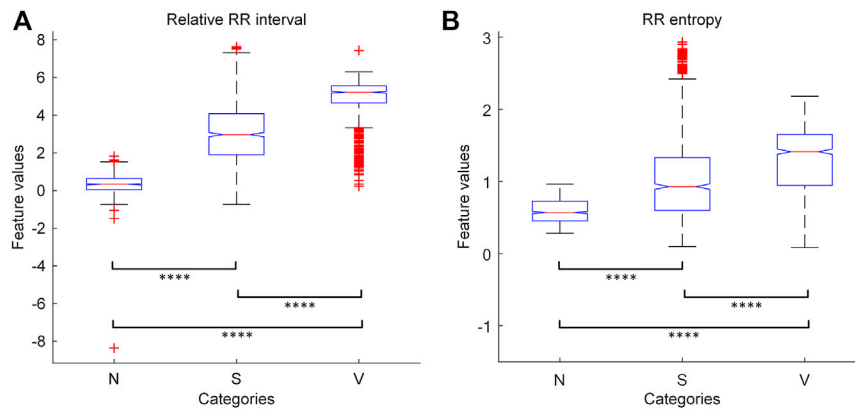 A
Relative RR interval
8
6
4
2
0
-2
-4
-6
-8
Feature values
****
****
****
N
S
V
Categories
B
RR entropy
3
2
1
0
-1
Feature values
****
****
****
N
S
V
Categories